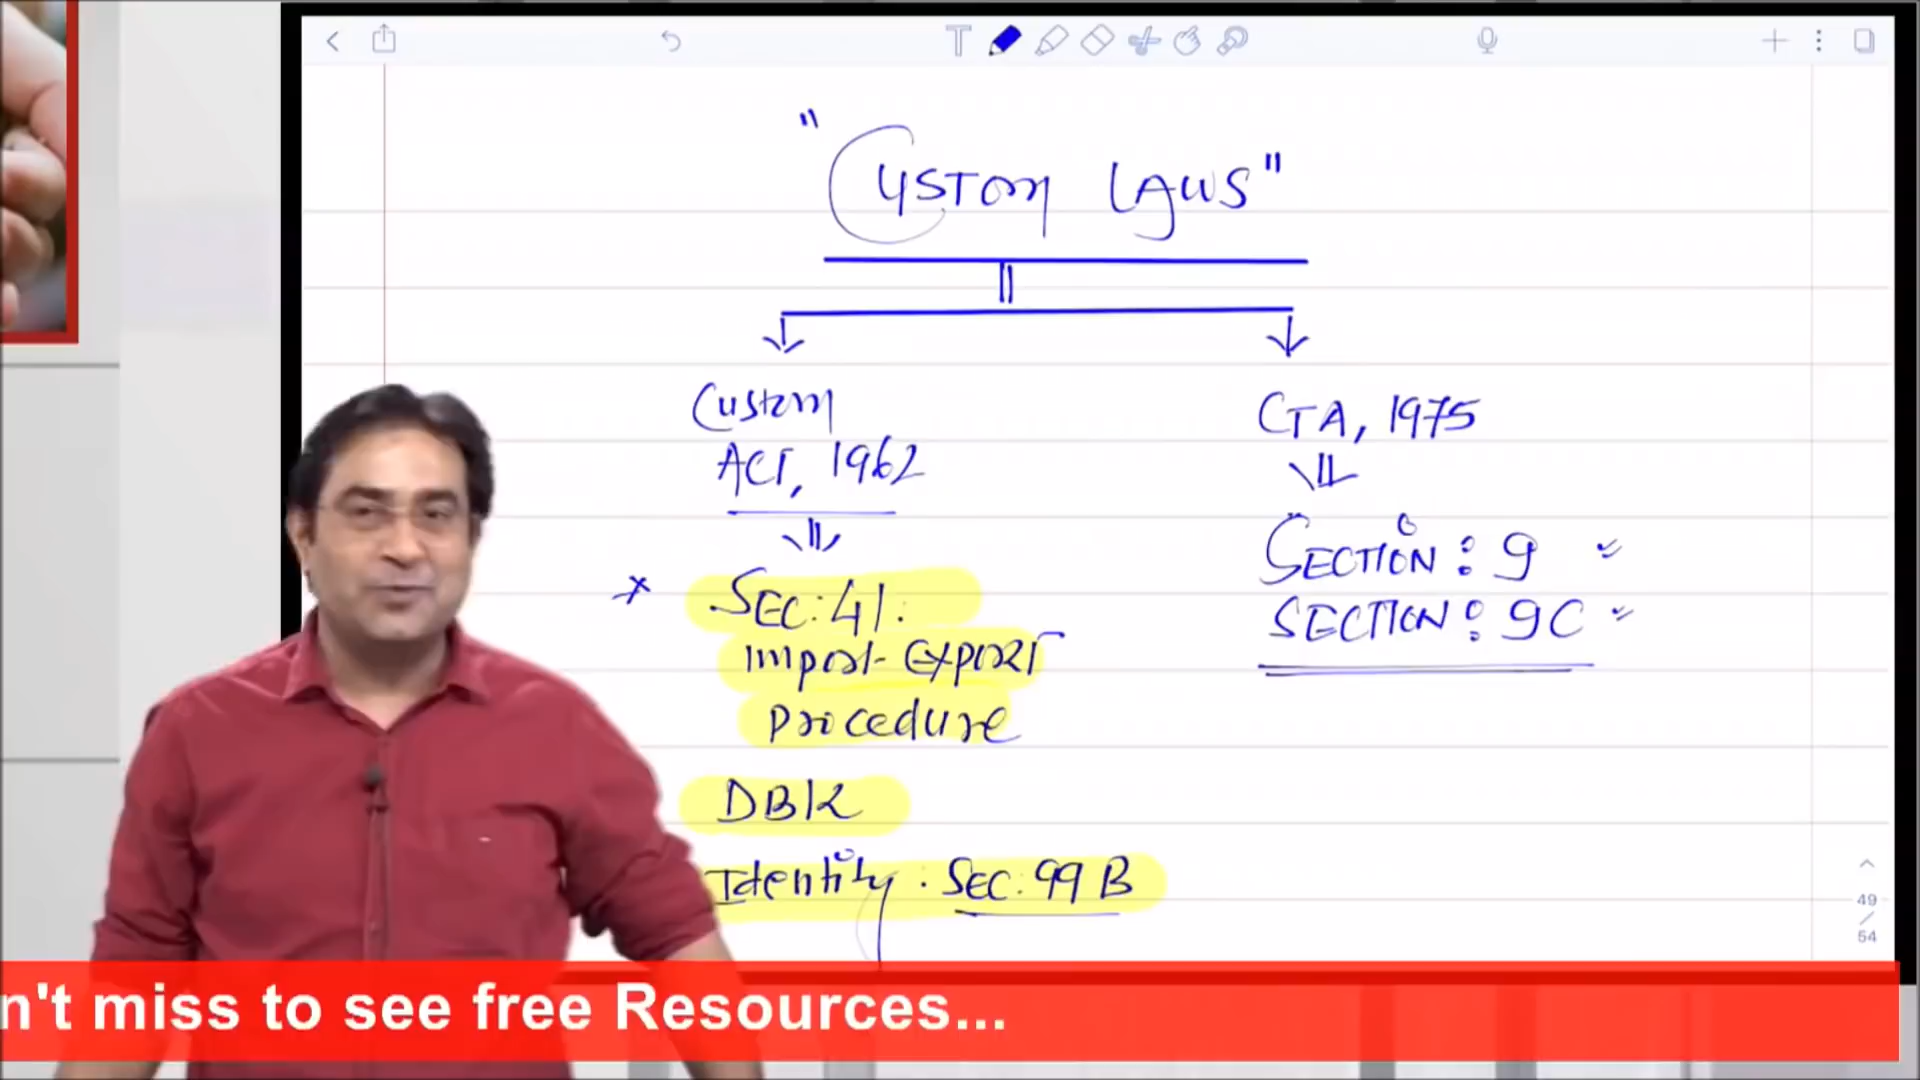 "Custom Laws"
Custom
ACT, 1962
CTA, 1975
SECTION: 9
SECTION: 9C
SEC: 41:
Import-Export
Procedure
DBK
Identity: SEC. 99 B
49
/
54
n't miss to see free Resources...